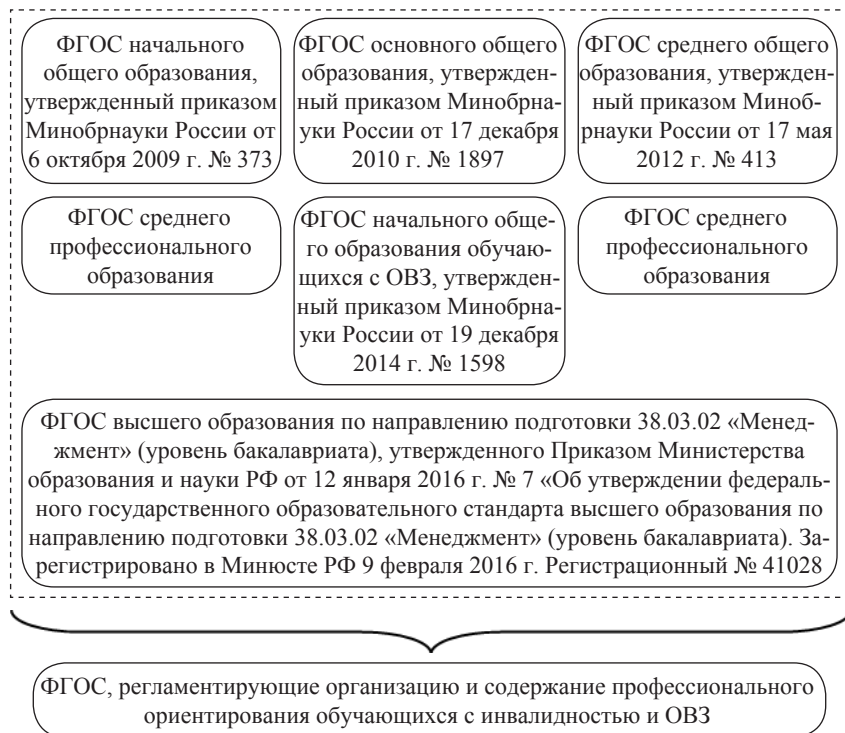 ФГОС начального
общего образования,
утвержденный приказом
Минобрнауки России от
6 октября 2009 г. № 373
ФГОС основного общего
образования, утвержден-
ный приказом Минобрна-
уки России от 17 декабря
2010 г. № 1897
ФГОС среднего общего
образования, утвержден-
ный приказом Миноб-
рнауки России от 17 мая
2012 г. № 413
ФГОС среднего
профессионального
образования
ФГОС начального обще-
го образования обучаю-
щихся с ОВЗ, утвержден-
ный приказом Минобрна-
уки России от 19 декабря
2014 г. № 1598
ФГОС среднего
профессионального
образования
ФГОС высшего образования по направлению подготовки 38.03.02 «Менед-
жмент» (уровень бакалавриата), утвержденного Приказом Министерства
образования и науки РФ от 12 января 2016 г. № 7 «Об утверждении федераль-
ного государственного образовательного стандарта высшего образования по
направлению подготовки 38.03.02 «Менеджмент» (уровень бакалавриата). За-
регистрировано в Минюсте РФ 9 февраля 2016 г. Регистрационный № 41028
ФГОС, регламентирующие организацию и содержание профессионального
ориентирования обучающихся с инвалидностью и ОВЗ